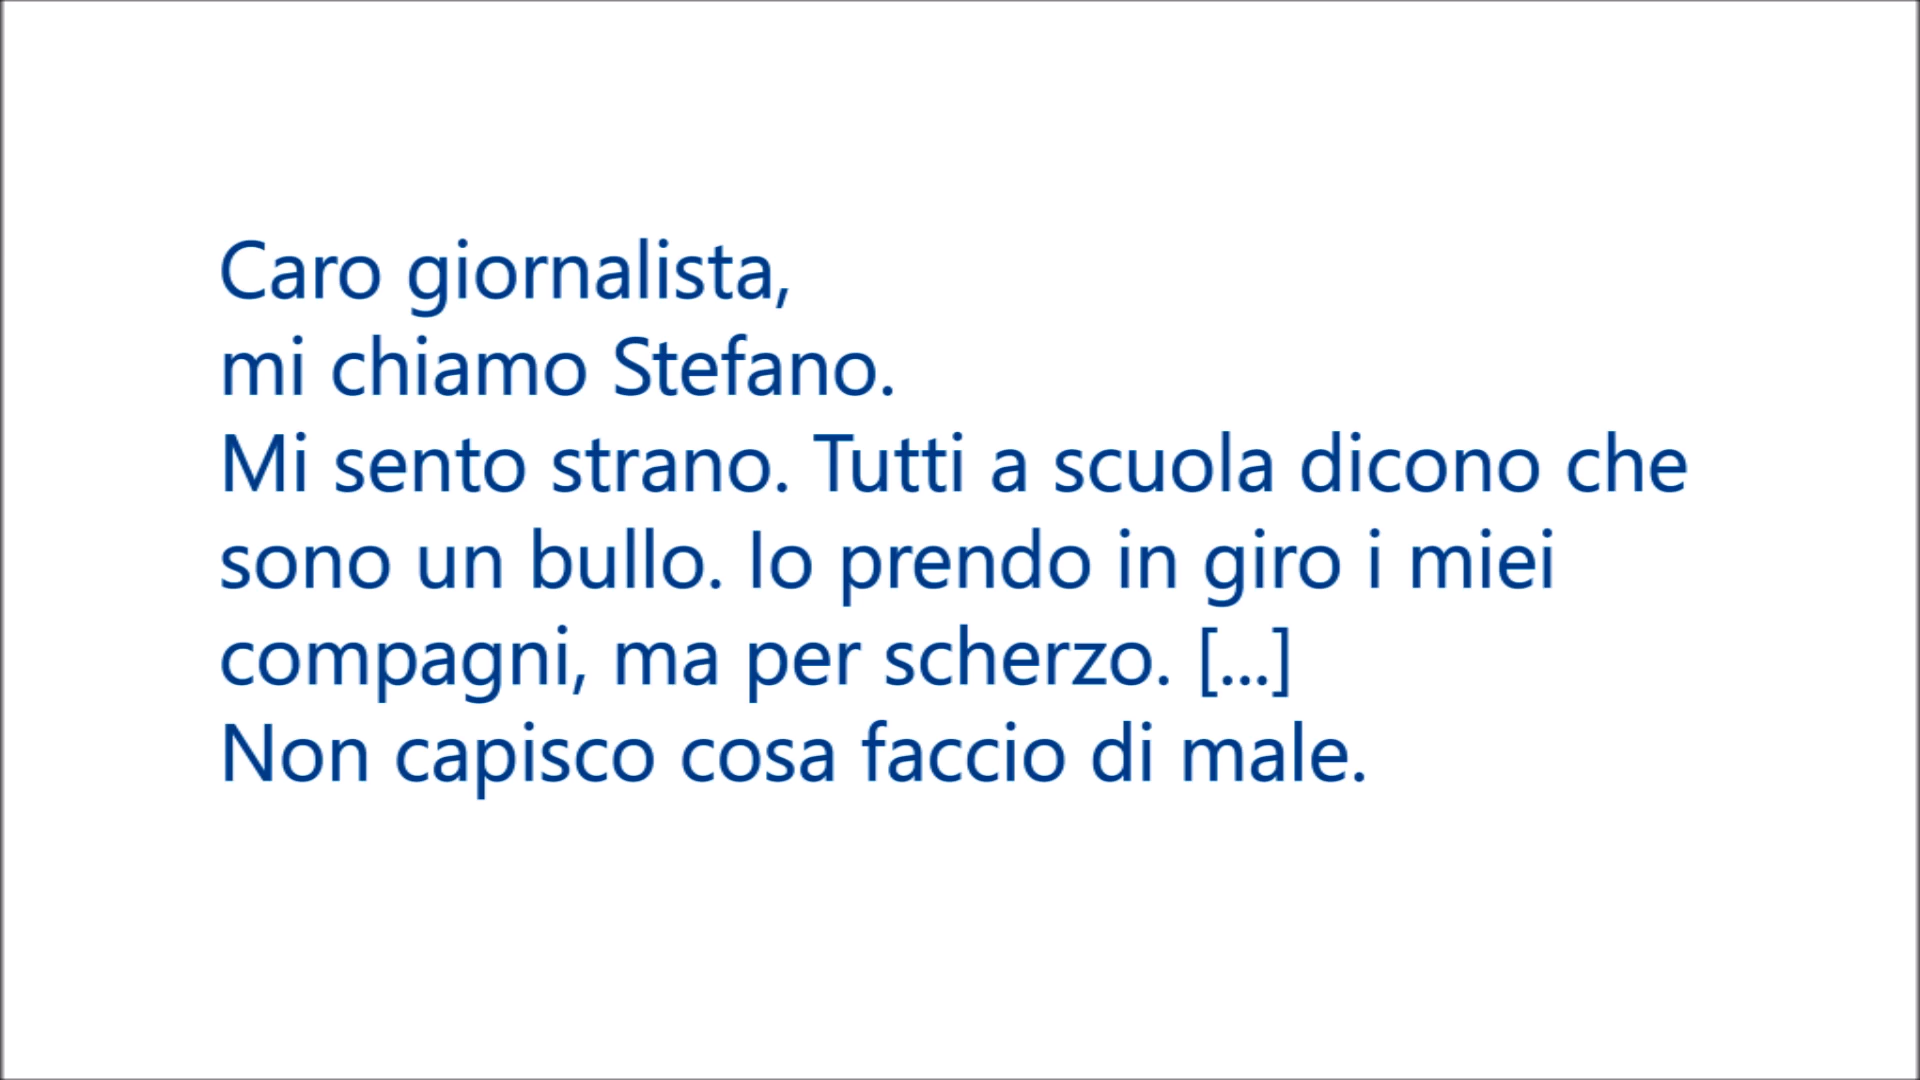 Caro giornalista,
mi chiamo Stefano.
Mi sento strano. Tutti a scuola dicono che
sono un bullo. Io prendo in giro i miei
compagni, ma per scherzo. [...]
Non capisco cosa faccio di male.